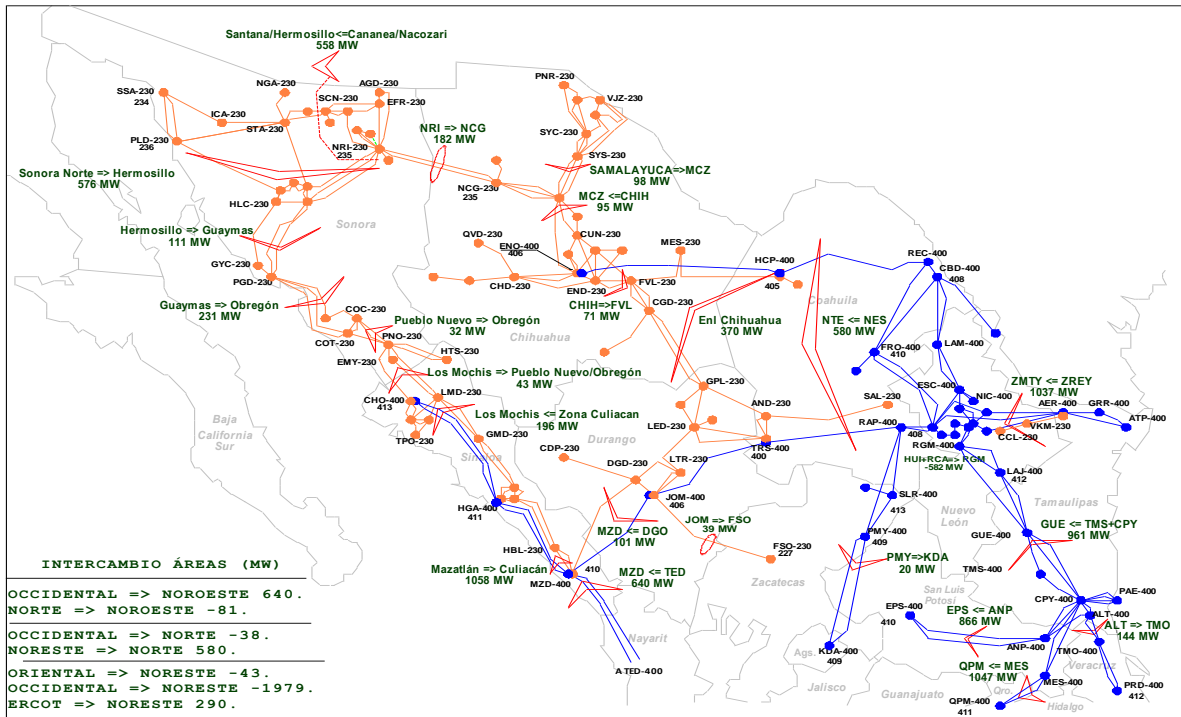 Santana/Hermosillo<=Cananea/Nacozari
558 MW
PNR-230
VJZ-230
SSA-230
234
NGA-230
AGD-230
SCN-230
EFR-230
ICA-230
STA-230
PLD-230
236
NRI-230
235
NRI => NCG
182 MW
SYC-230
SYS-230
SAMALAYUCA=>MCZ
98 MW
Sonora Norte => Hermosillo
576 MW
NCG-230
235
MCZ <=CHIH
95 MW
HLC-230
Sonora
Hermosillo => Guaymas
111 MW
QVD-230
ENO-400
406
CUN-230
MES-230
HCP-400
405
REC-400
CBD-400
408
GYC-230
PGD-230
CHD-230
END-230
FVL-230
CHIH=>FVL
71 MW
CGD-230
Coahuila
Guaymas => Obregón
231 MW
COC-230
Pueblo Nuevo => Obregón
32 MW
Chihuahua
Enl Chihuahua
370 MW
NTE <= NES
580 MW
COT-230
PNO-230
EMY-230
HTS-230
FRO-400
410
LAM-400
Los Mochis => Pueblo Nuevo/Obregón
43 MW
GPL-230
ESC-400
NIC-400
ZMTY <= ZREY
1037 MW
AER-400
GRR-400
CHO-400
413
LMD-230
Los Mochis <= Zona Culiacan
196 MW
AND-230
SAL-230
TPO-230
Baja
California
Sur
GMD-230
LED-230
RAP-400
408
VKM-230
CCL-230
ATP-400
Durango
CDP-230
TRS-400
400
RGM-400
HUI+RCA=> RGM
-582 MW
Sinaloa
DGD-230
LTR-230
LAJ-400
412
HGA-400
411
JOM-400
406
SLR-400
413
Tamaulipas
Nuevo
León
MZD <= DGO
101 MW
JOM => FSO
39 MW
PMY-400
409
GUE-400
GUE <= TMS+CPY
961 MW
HBL-230
FSO-230
227
PMY=>KDA
20 MW
TMS-400
INTERCAMBIO ÁREAS (MW)
Mazatlán => Culiacán
1058 MW
410
MZD-400
MZD <= TED
640 MW
Zacatecas
San Luis
Potosí
CPY-400
PAE-400
OCCIDENTAL => NOROESTE 640.
NORTE => NOROESTE -81.
EPS-400
410
EPS <= ANP
866 MW
ALT-400
ALT => TMO
144 MW
OCCIDENTAL => NORTE -38.
NORESTE => NORTE 580.
Nayarit
Ags.
KDA-400
409
ANP-400
TMO-400
Veracruz
ORIENTAL => NORESTE -43.
OCCIDENTAL => NORESTE -1979.
ERCOT => NORESTE 290.
A TED-400
Jalisco
Guanajuato
QPM <= MES
1047 MW
MES-400
Qro.
PRD-400
412
QPM-400
411
Hidalgo